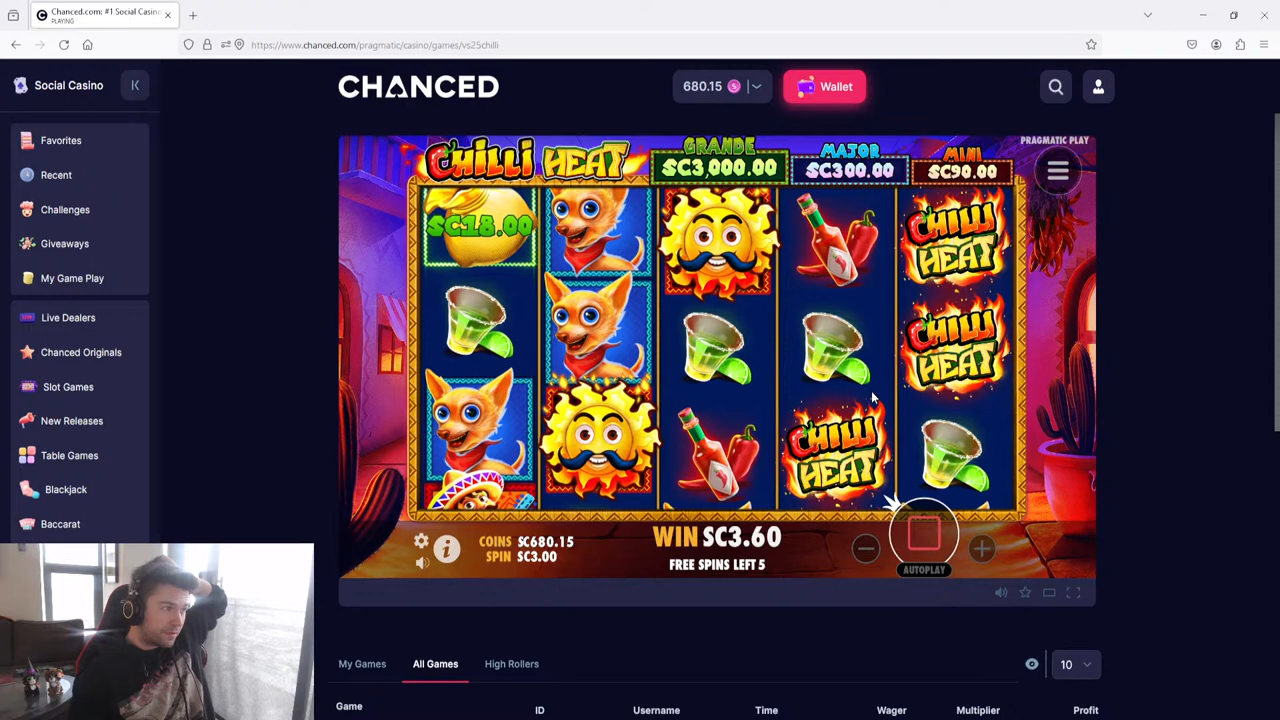 Chanced.com: #1 Social Casino
PLAYING
https://www.chanced.com/pragmatic/casino/games/vs25chilli
Social Casino
CHANCED
680.15
Wallet
Favorites
Recent
Challenges
Giveaways
My Game Play
Live Dealers
Chanced Originals
Slot Games
New Releases
Table Games
Blackjack
Baccarat
PRAGMATIC PLAY
CHILLI HEAT
GRANDE
SC3,000.00
MAJOR
SC300.00
MINI
SC90.00
SC18.00
CHILLI
HEAT
CHILLI
HEAT
CHILLI
HEAT
COINS SC680.15
SPIN SC3.00
WIN SC3.60
FREE SPINS LEFT 5
AUTOPLAY
My Games
All Games
High Rollers
10
Game
ID
Username
Time
Wager
Multiplier
Profit